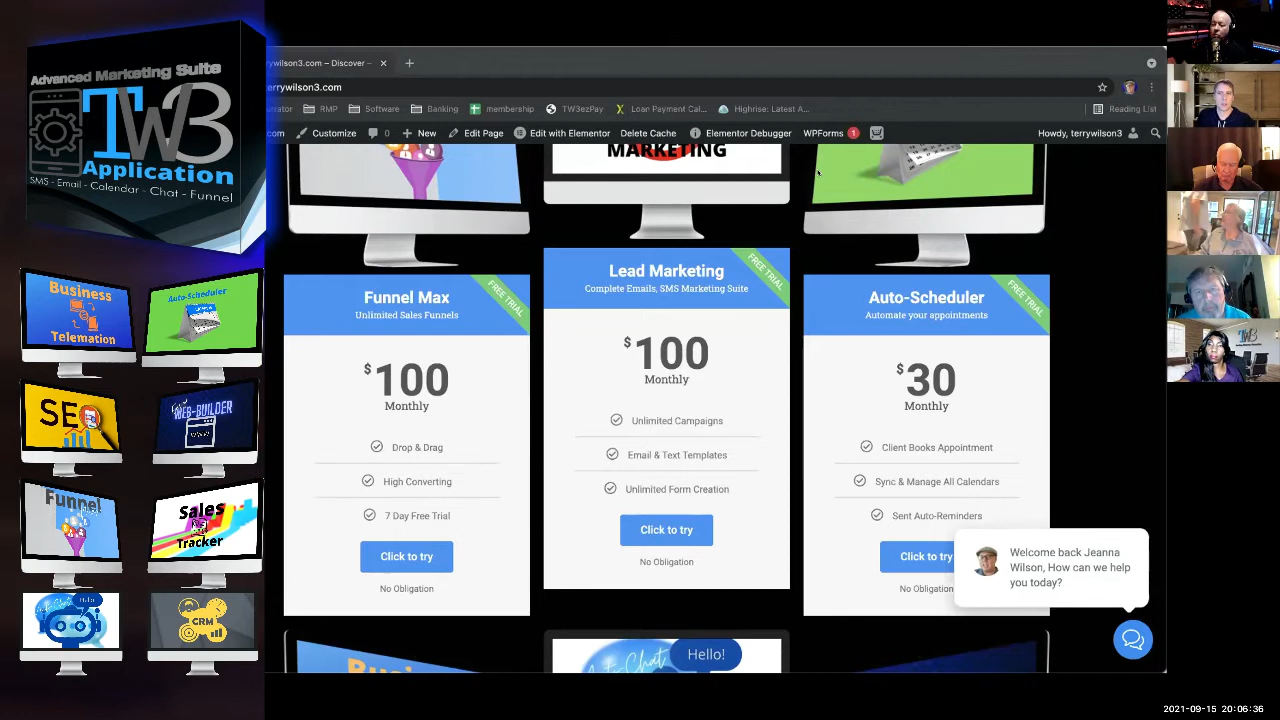 Advanced Marketing Suite
TW3
Application
SMS - Email - Calendar - Chat - Funnel
Business
Telemation
Auto-Scheduler
SEO
WEB-BUILDER
WWW
Funnel
Sales
Tracker
Hello!
CRM
terrywilson3.com – Discover –
terrywilson3.com
RMP
Software
Banking
membership
TW3ezPay
Loan Payment Cal...
Highrise: Latest A...
Reading List
Customize
0
New
Edit Page
Edit with Elementor
Delete Cache
Elementor Debugger
WPForms
1
Howdy, terrywilson3
MARKETING
Funnel Max
Unlimited Sales Funnels
FREE TRIAL
$100
Monthly
Drop & Drag
High Converting
7 Day Free Trial
Click to try
No Obligation
Lead Marketing
Complete Emails, SMS Marketing Suite
FREE TRIAL
$100
Monthly
Unlimited Campaigns
Email & Text Templates
Unlimited Form Creation
Click to try
No Obligation
Auto-Scheduler
Automate your appointments
FREE TRIAL
$30
Monthly
Client Books Appointment
Sync & Manage All Calendars
Sent Auto-Reminders
Click to try
No Obligation
Welcome back Jeanna
Wilson, How can we help
you today?
Hello!
TW3
2021-09-15 20:06:36